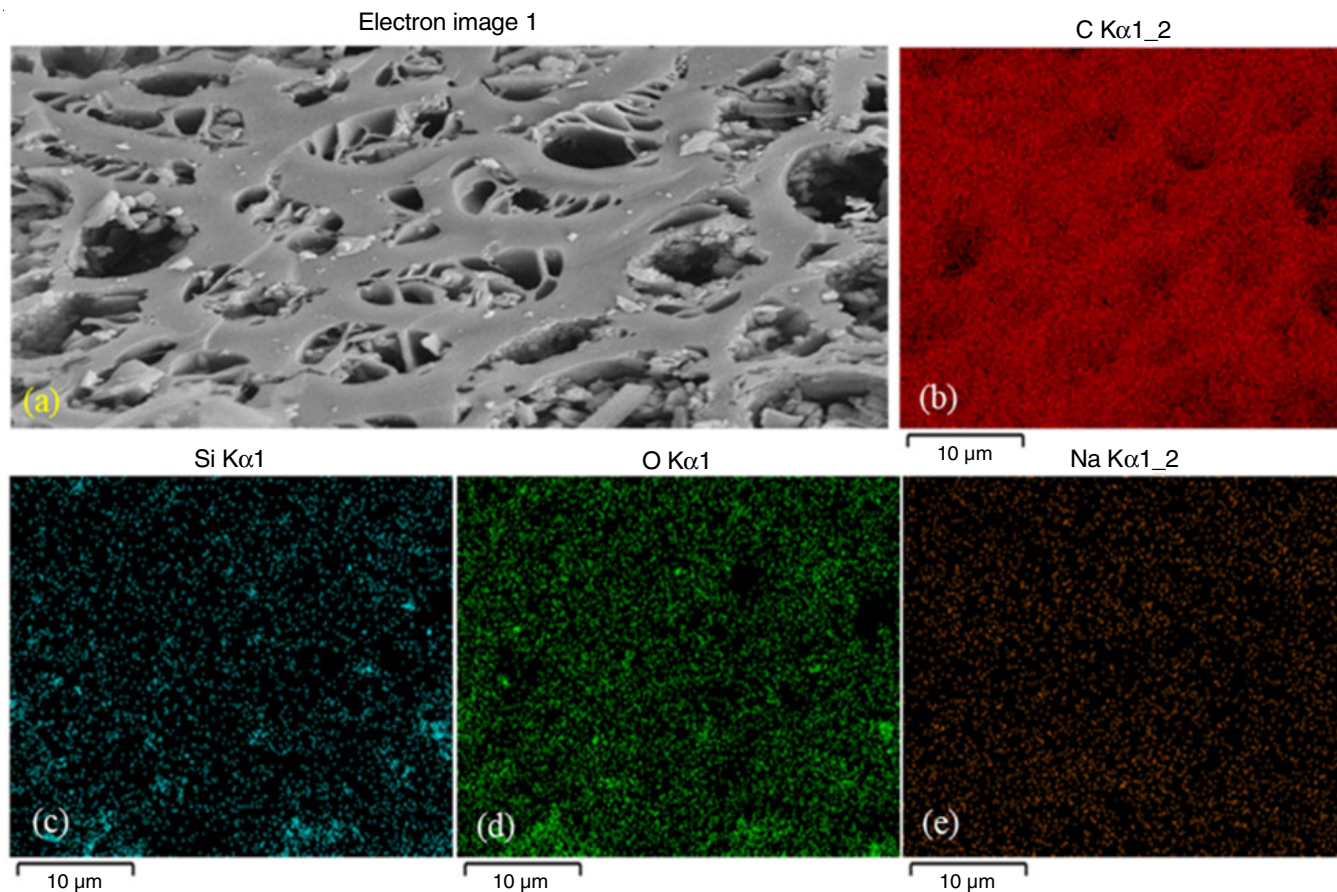 Electron image 1
C Kα1_2
(a)
(b)
10 µm
Si Kα1
O Kα1
Na Kα1_2
(c)
(d)
(e)
10 µm
10 µm
10 µm